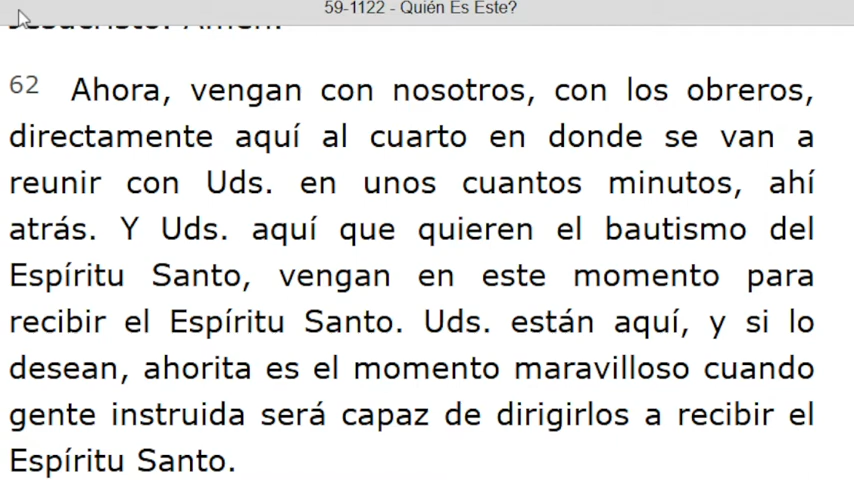 59-1122 - Quién Es Este?
Jesucristo. Amén.
62 Ahora, vengan con nosotros, con los obreros,
directamente aquí al cuarto en donde se van a
reunir con Uds. en unos cuantos minutos, ahí
atrás. Y Uds. aquí que quieren el bautismo del
Espíritu Santo, vengan en este momento para
recibir el Espíritu Santo. Uds. están aquí, y si lo
desean, ahorita es el momento maravilloso cuando
gente instruida será capaz de dirigirlos a recibir el
Espíritu Santo.